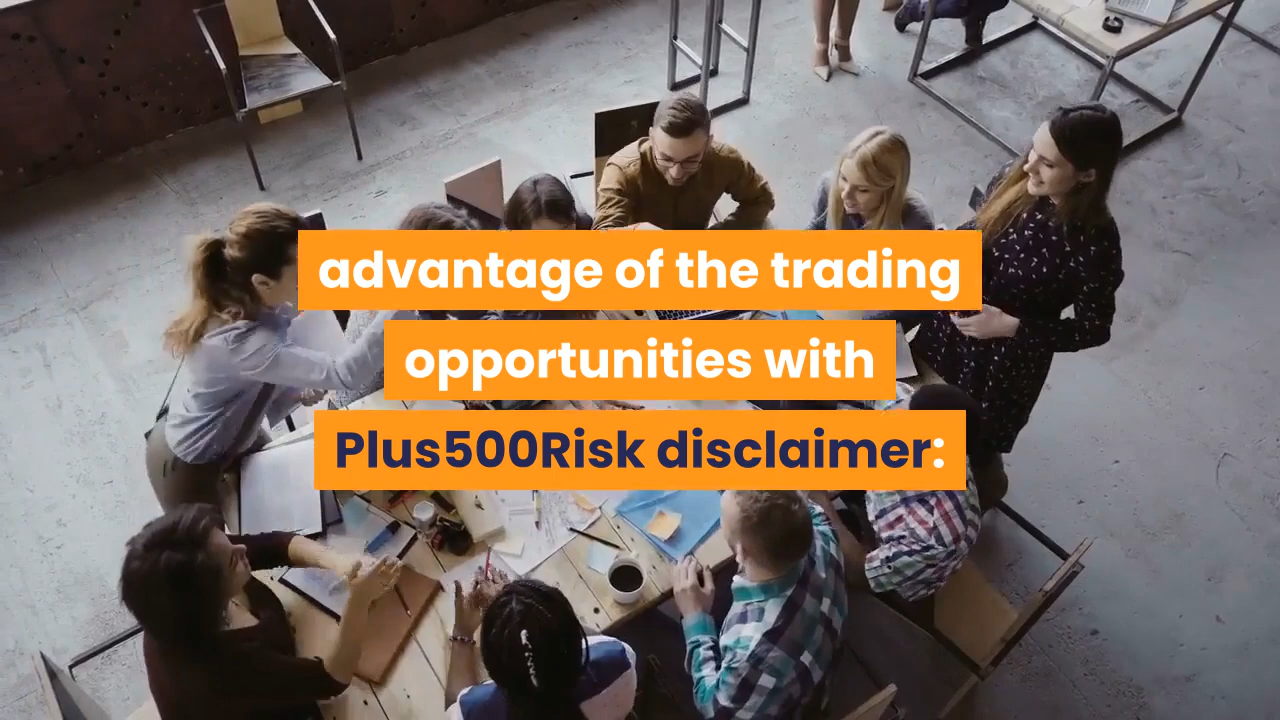 advantage of the trading
opportunities with
Plus500Risk disclaimer: